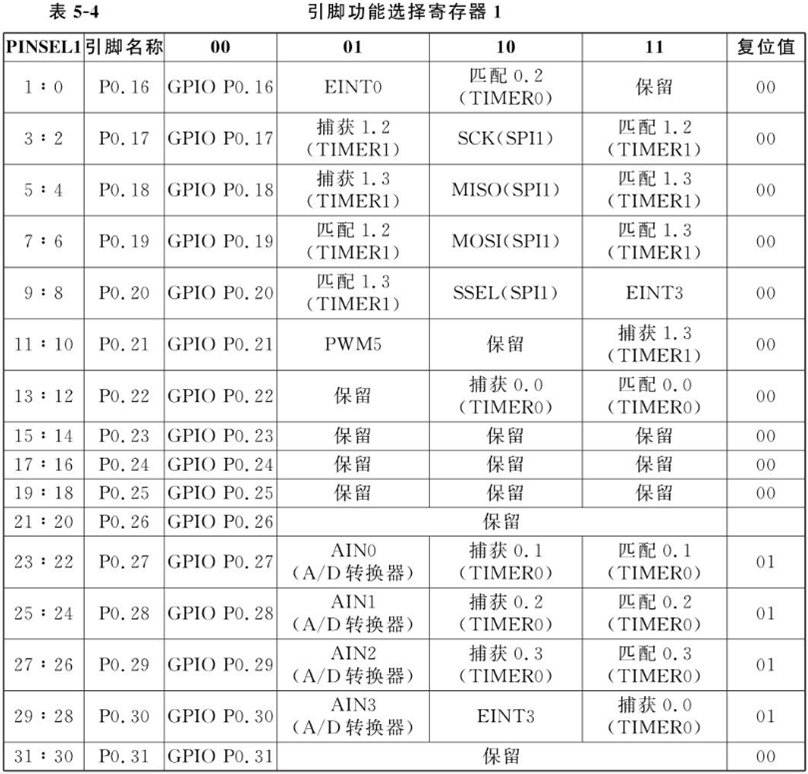 表 5-4 引脚功能选择寄存器 1
PINSEL1 引脚名称 00 01 10 11 复位值
1∶0 P0.16 GPIO P0.16 EINT0 匹配 0.2 (TIMER0) 保留 00
3∶2 P0.17 GPIO P0.17 捕获 1.2 (TIMER1) SCK(SPI1) 匹配 1.2 (TIMER1) 00
5∶4 P0.18 GPIO P0.18 捕获 1.3 (TIMER1) MISO(SPI1) 匹配 1.3 (TIMER1) 00
7∶6 P0.19 GPIO P0.19 匹配 1.2 (TIMER1) MOSI(SPI1) 匹配 1.3 (TIMER1) 00
9∶8 P0.20 GPIO P0.20 匹配 1.3 (TIMER1) SSEL(SPI1) EINT3 00
11∶10 P0.21 GPIO P0.21 PWM5 保留 捕获 1.3 (TIMER1) 00
13∶12 P0.22 GPIO P0.22 保留 捕获 0.0 (TIMER0) 匹配 0.0 (TIMER0) 00
15∶14 P0.23 GPIO P0.23 保留 保留 保留 00
17∶16 P0.24 GPIO P0.24 保留 保留 保留 00
19∶18 P0.25 GPIO P0.25 保留 保留 保留 00
21∶20 P0.26 GPIO P0.26 保留
23∶22 P0.27 GPIO P0.27 AIN0 (A/D 转换器) 捕获 0.1 (TIMER0) 匹配 0.1 (TIMER0) 01
25∶24 P0.28 GPIO P0.28 AIN1 (A/D 转换器) 捕获 0.2 (TIMER0) 匹配 0.2 (TIMER0) 01
27∶26 P0.29 GPIO P0.29 AIN2 (A/D 转换器) 捕获 0.3 (TIMER0) 匹配 0.3 (TIMER0) 01
29∶28 P0.30 GPIO P0.30 AIN3 (A/D 转换器) EINT3 捕获 0.0 (TIMER0) 01
31∶30 P0.31 GPIO P0.31 保留 00